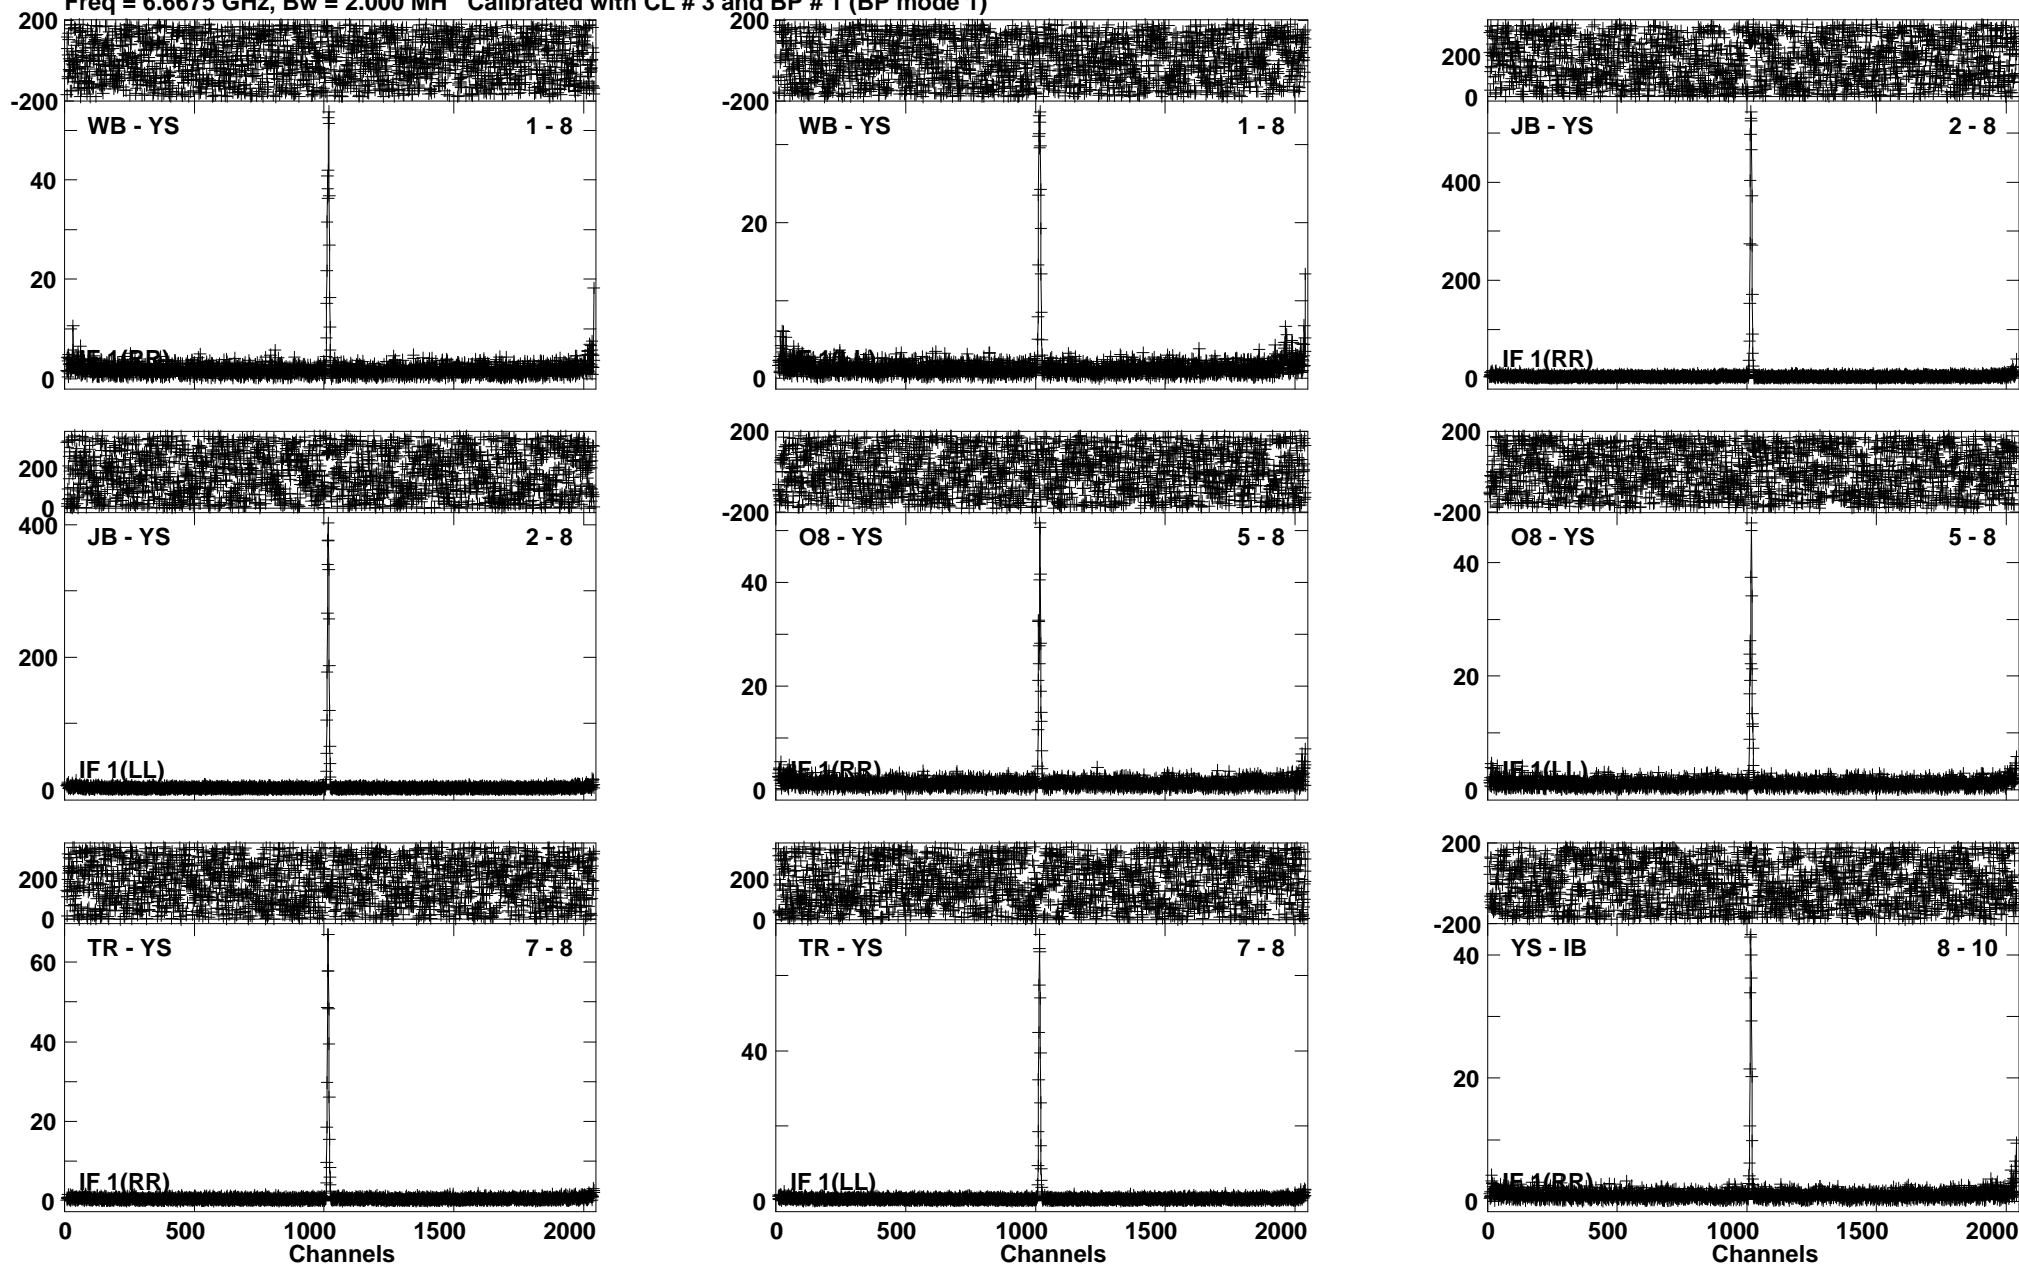 Freq = 6.6675 GHz, Bw = 2.000 MH Calibrated with CL # 3 and BP # 1 (BP mode 1)
200
-200
WB - YS 1 - 8
40
20
0
IF 1(RR)
200
-200
WB - YS 1 - 8
20
0
IF 1(LL)
200
0
JB - YS 2 - 8
400
200
0
IF 1(RR)
200
0
400
JB - YS 2 - 8
200
0
IF 1(LL)
200
-200
O8 - YS 5 - 8
40
20
0
IF 1(RR)
200
-200
O8 - YS 5 - 8
40
20
0
IF 1(LL)
200
0
TR - YS 7 - 8
60
40
20
0
IF 1(RR)
0 500 1000 1500 2000
Channels
200
0
TR - YS 7 - 8
40
0
IF 1(LL)
0 500 1000 1500 2000
Channels
200
-200
YS - IB 8 - 10
40
20
0
IF 1(RR)
0 500 1000 1500 2000
Channels